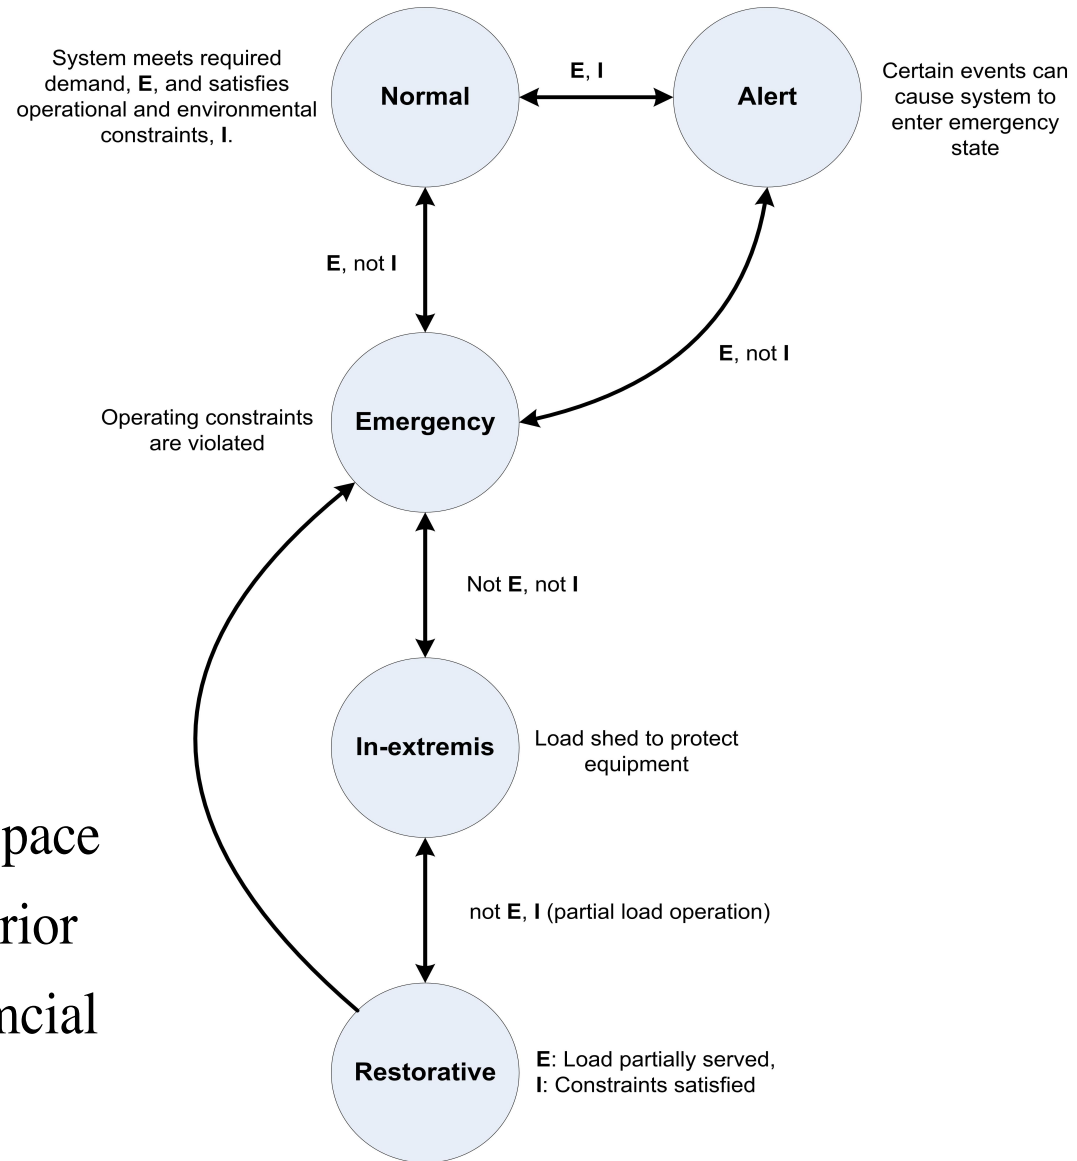 System meets required
demand, E, and satisfies
operational and environmental
constraints, I.
Normal
E, I
Alert
Certain events can
cause system to
enter emergency
state
E, not I
E, not I
Operating constraints
are violated
Emergency
Not E, not I
In-extremis
Load shed to protect
equipment
pace
rior
mcial
not E, I (partial load operation)
Restorative
E: Load partially served,
I: Constraints satisfied